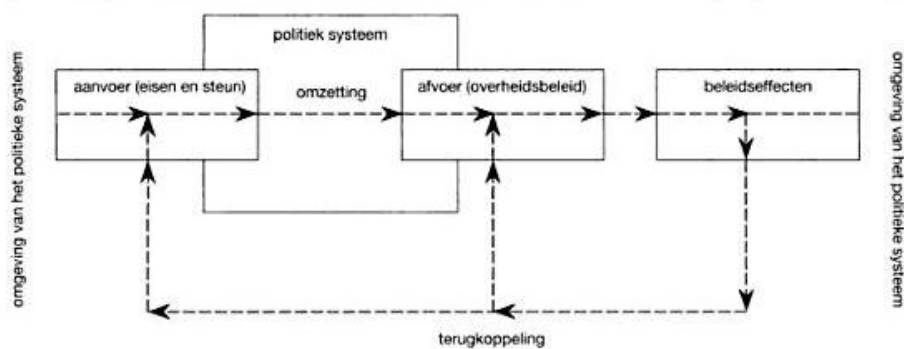 omgeving van het politieke systeem
politiek systeem
aanvoer (eisen en steun)
omzetting
afvoer (overheidsbeleid)
beleidseffecten
terugkoppeling
omgeving van het politieke systeem